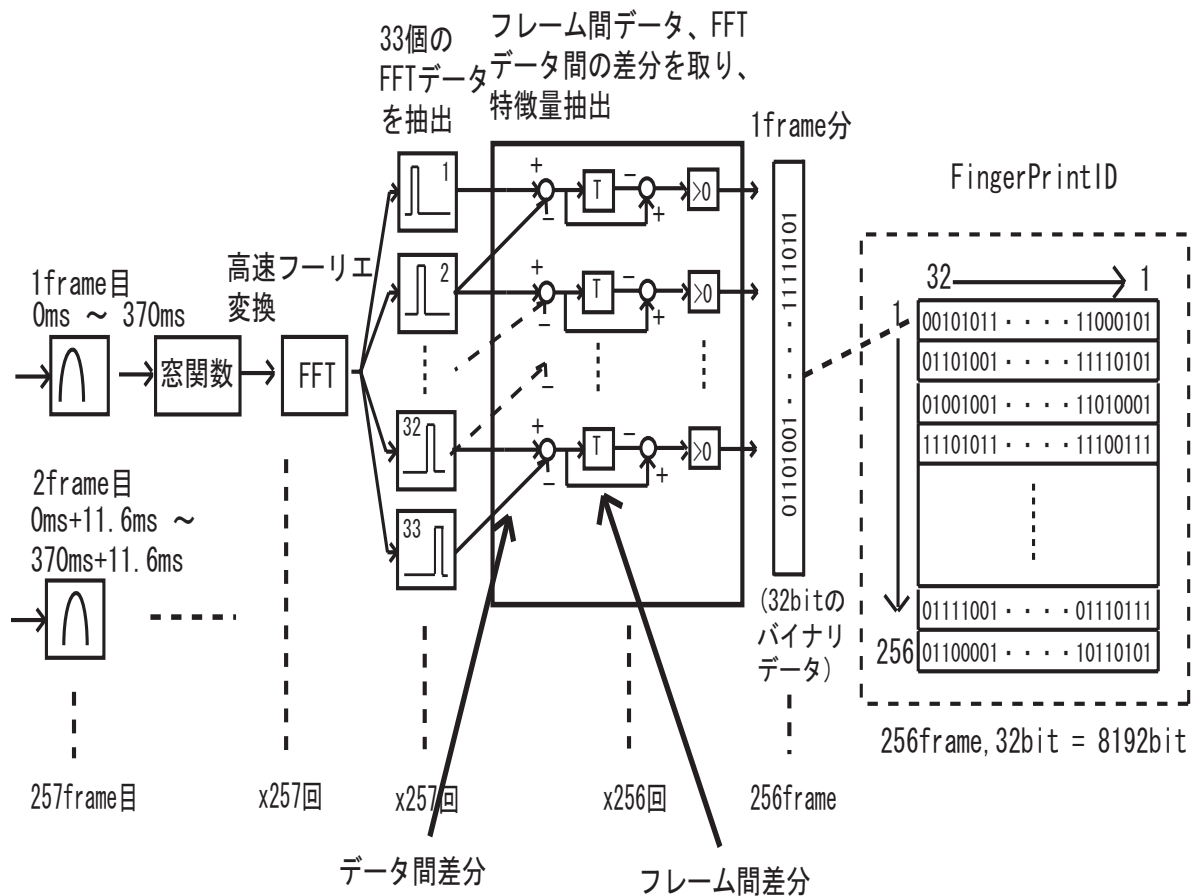 33個の
FFTデータ
を抽出
フレーム間データ、FFT
データ間の差分を取り、
特徴量抽出
1frame分
FingerPrintID
1frame目
0ms ～ 370ms
高速フーリエ
変換
窓関数
FFT
1
2
32
33
+
−
T
−
+
>0
+
−
T
−
+
>0
−
+
−
T
−
+
>0
01101001・・・・11110101
32
1
1
00101011・・・・11000101
01101001・・・・11110101
01001001・・・・11010001
11101011・・・・11100111
01111001・・・・01110111
256
01100001・・・・10110101
256frame,32bit = 8192bit
2frame目
0ms+11.6ms ～
370ms+11.6ms
(32bitの
バイナリ
データ)
257frame目
x257回
x257回
x256回
256frame
データ間差分
フレーム間差分